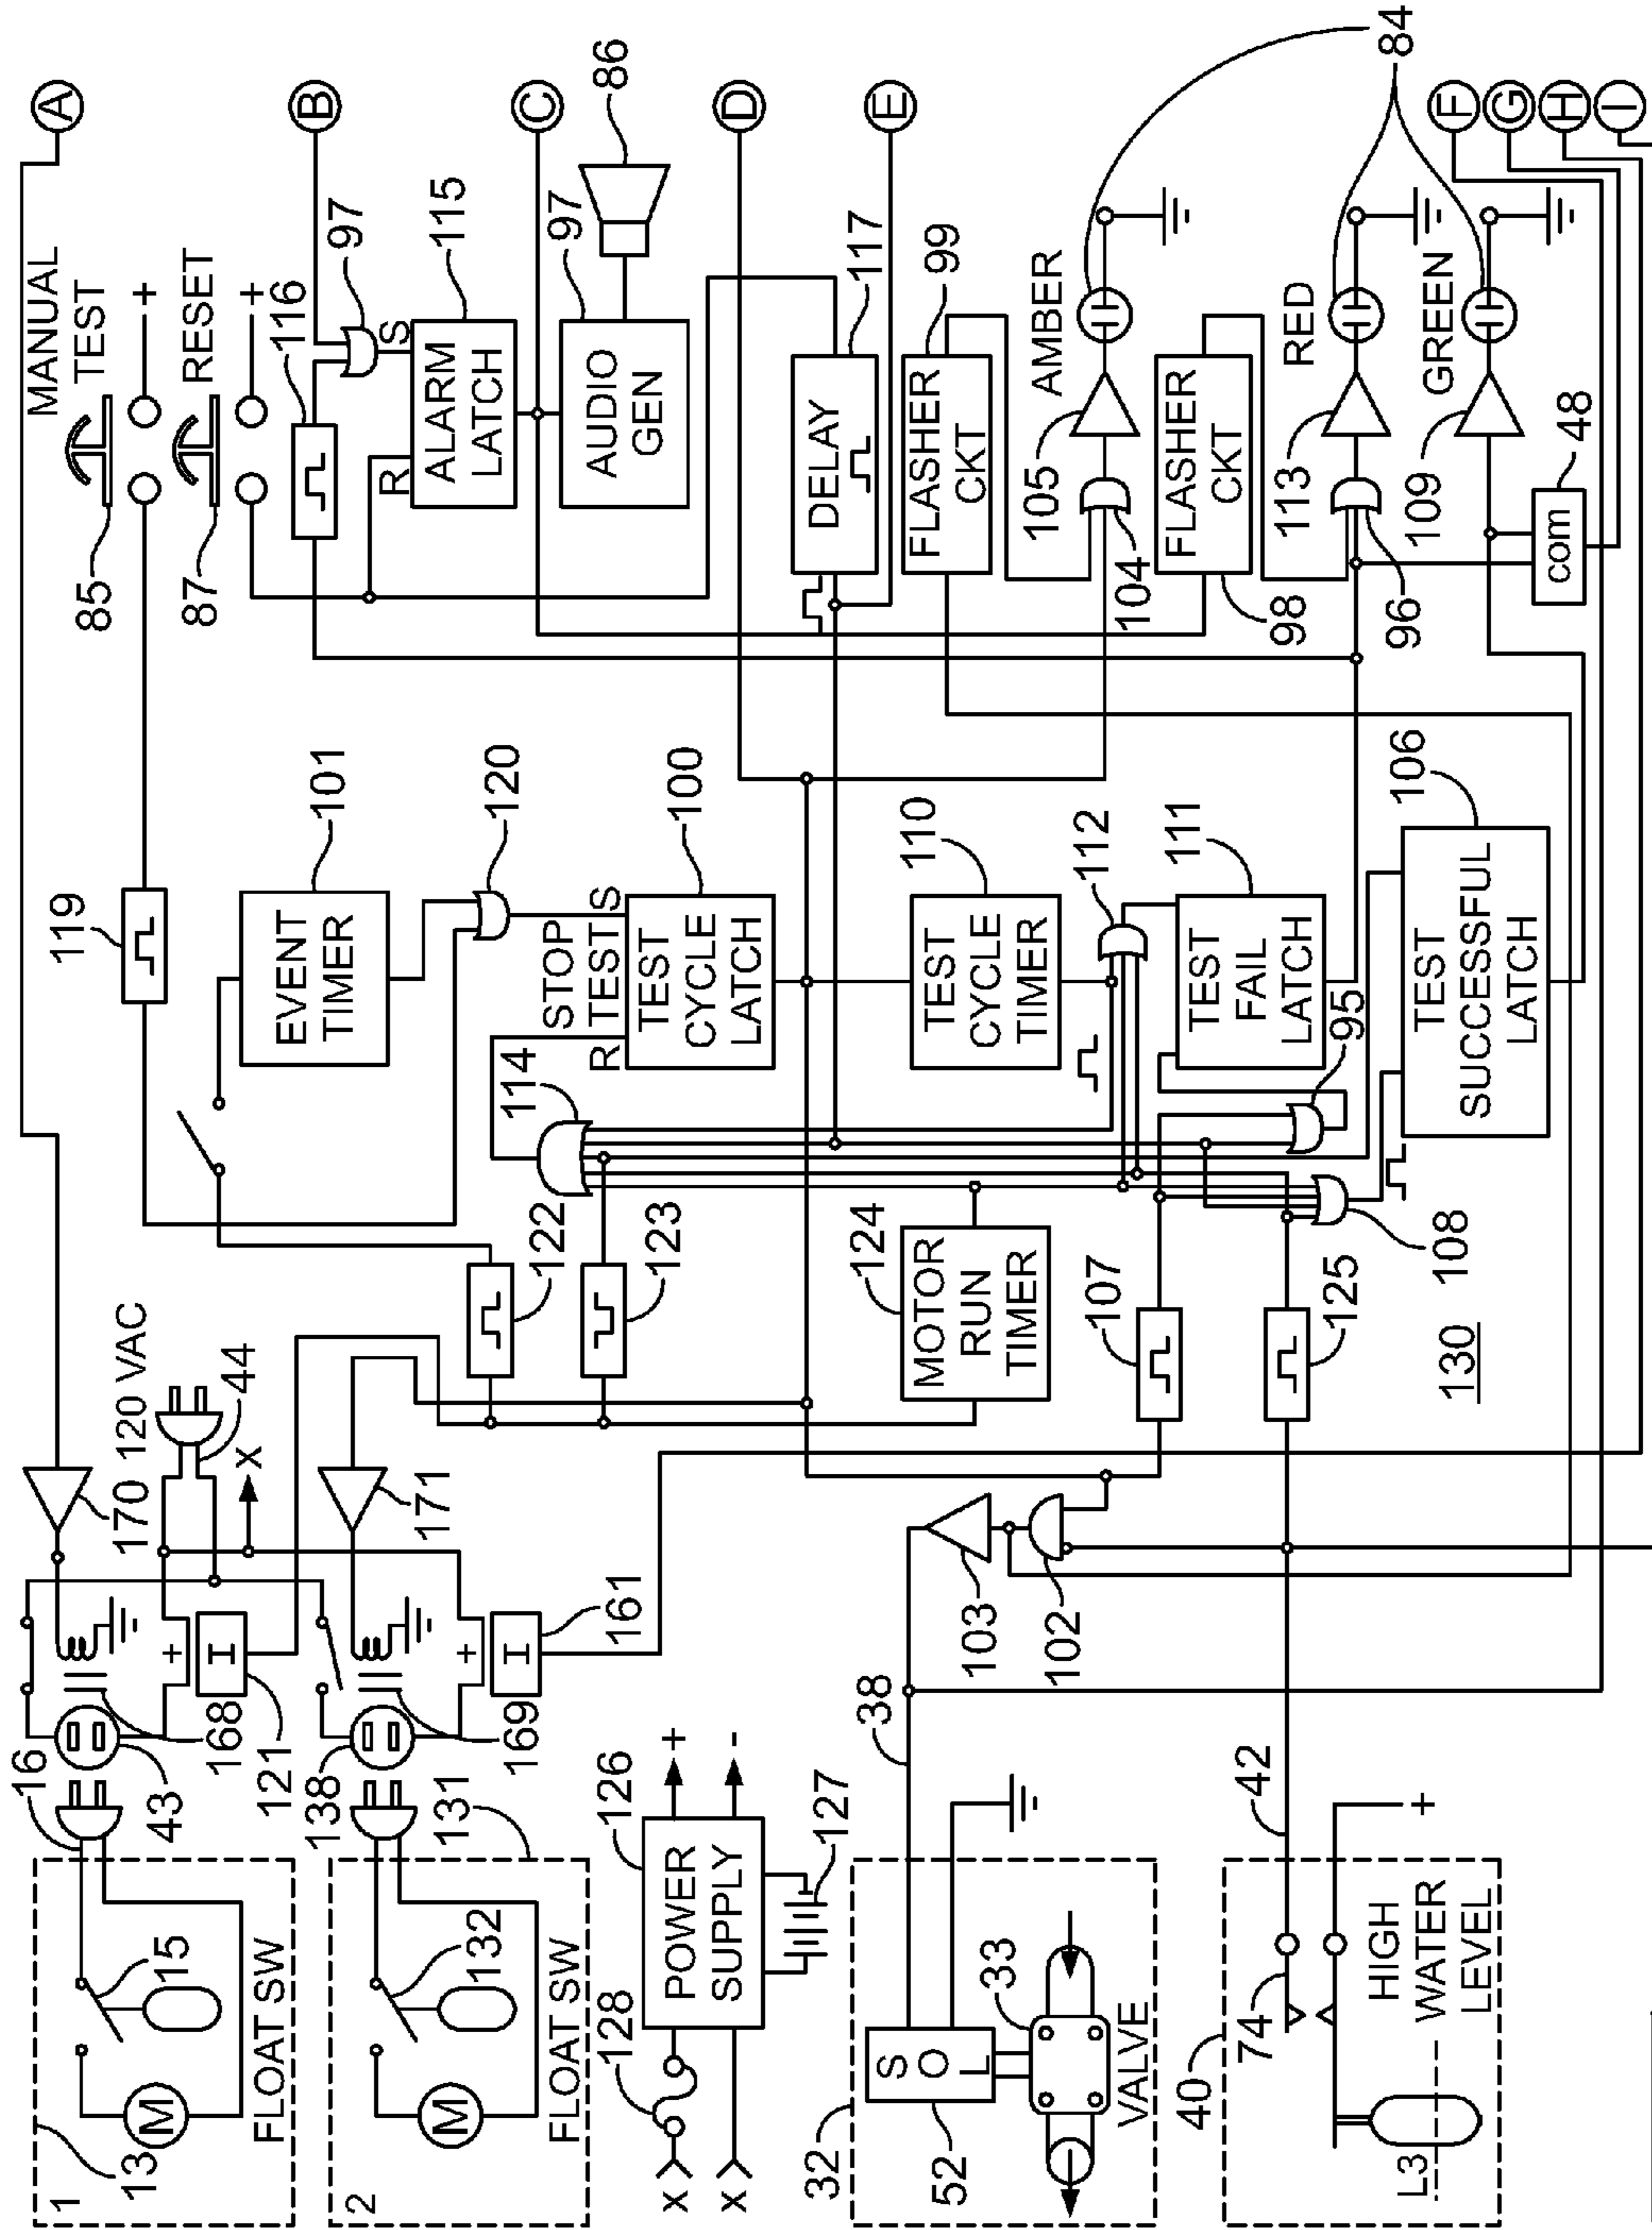 MANUAL
A
TEST
+
85
119
RESET
+
87
116
B
97
S
R
ALARM
LATCH
115
C
AUDIO
GEN
97
86
D
DELAY
117
E
FLASHER
CKT
99
AMBER
105
104
84
FLASHER
CKT
98
RED
113
96
GREEN
109
com
48
F
G
H
I
EVENT
TIMER
101
120
STOP
TEST
S
R
TEST
CYCLE
LATCH
100
114
TEST
CYCLE
TIMER
110
112
TEST
FAIL
LATCH
111
95
TEST
SUCCESSFUL
LATCH
106
108
122
123
MOTOR
RUN
TIMER
124
107
125
130
170
120 VAC
44
X
171
16
43
168
+
I
121
138
169
+
I
161
103
102
38
42
1
13
M
15
FLOAT SW
2
M
132
131
FLOAT SW
X
X
128
POWER
SUPPLY
126
+
-
127
32
SOL
52
33
VALVE
40
74
L3
HIGH
WATER
LEVEL
+